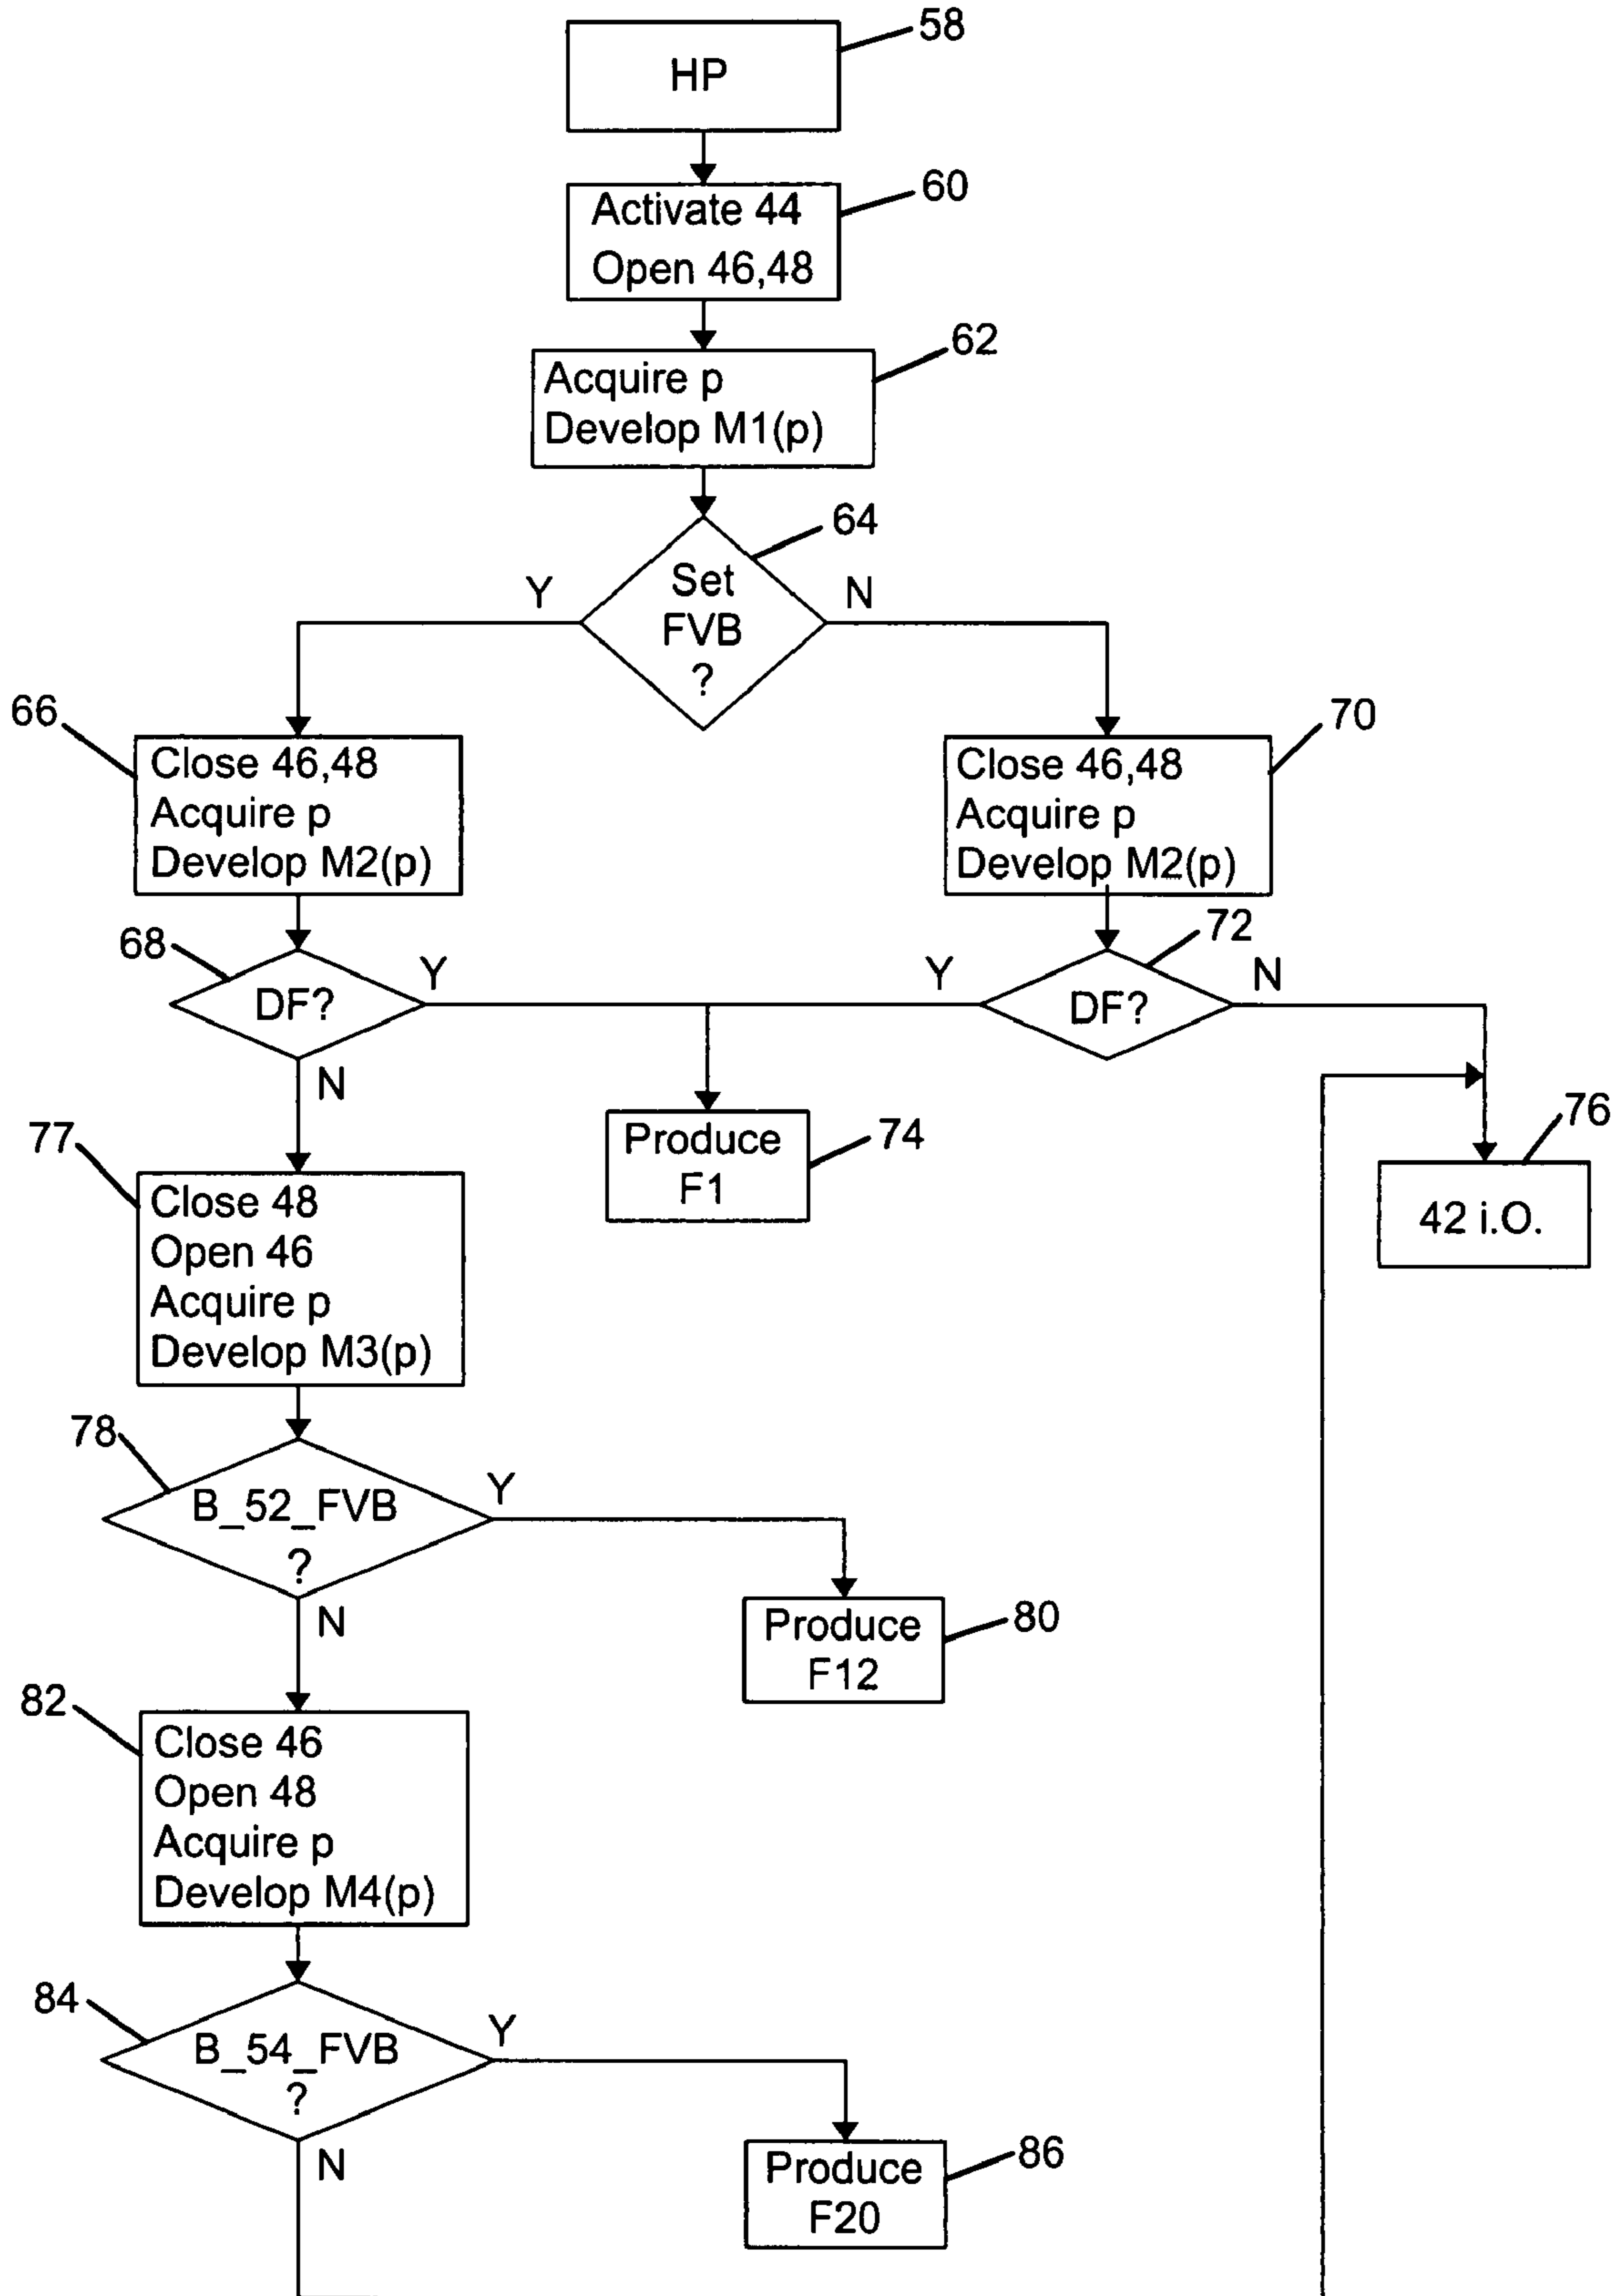 58
HP
60
Activate 44
Open 46,48
62
Acquire p
Develop M1(p)
64
Set
FVB
?
Y
N
66
Close 46,48
Acquire p
Develop M2(p)
70
Close 46,48
Acquire p
Develop M2(p)
68
DF?
Y
N
72
DF?
Y
N
74
Produce
F1
76
42 i.O.
77
Close 48
Open 46
Acquire p
Develop M3(p)
78
B_52_FVB
?
Y
N
80
Produce
F12
82
Close 46
Open 48
Acquire p
Develop M4(p)
84
B_54_FVB
?
Y
N
86
Produce
F20